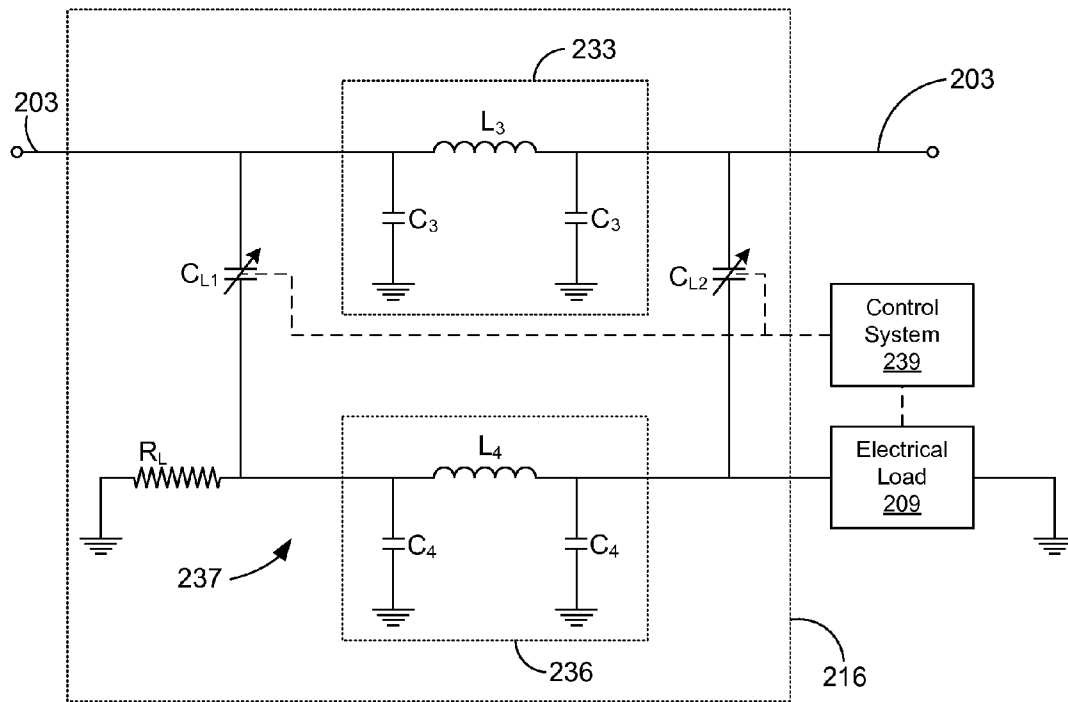 233
203
203
L3
C3
C3
CL1
CL2
Control
System
239
RL
L4
Electrical
Load
209
C4
C4
237
236
216